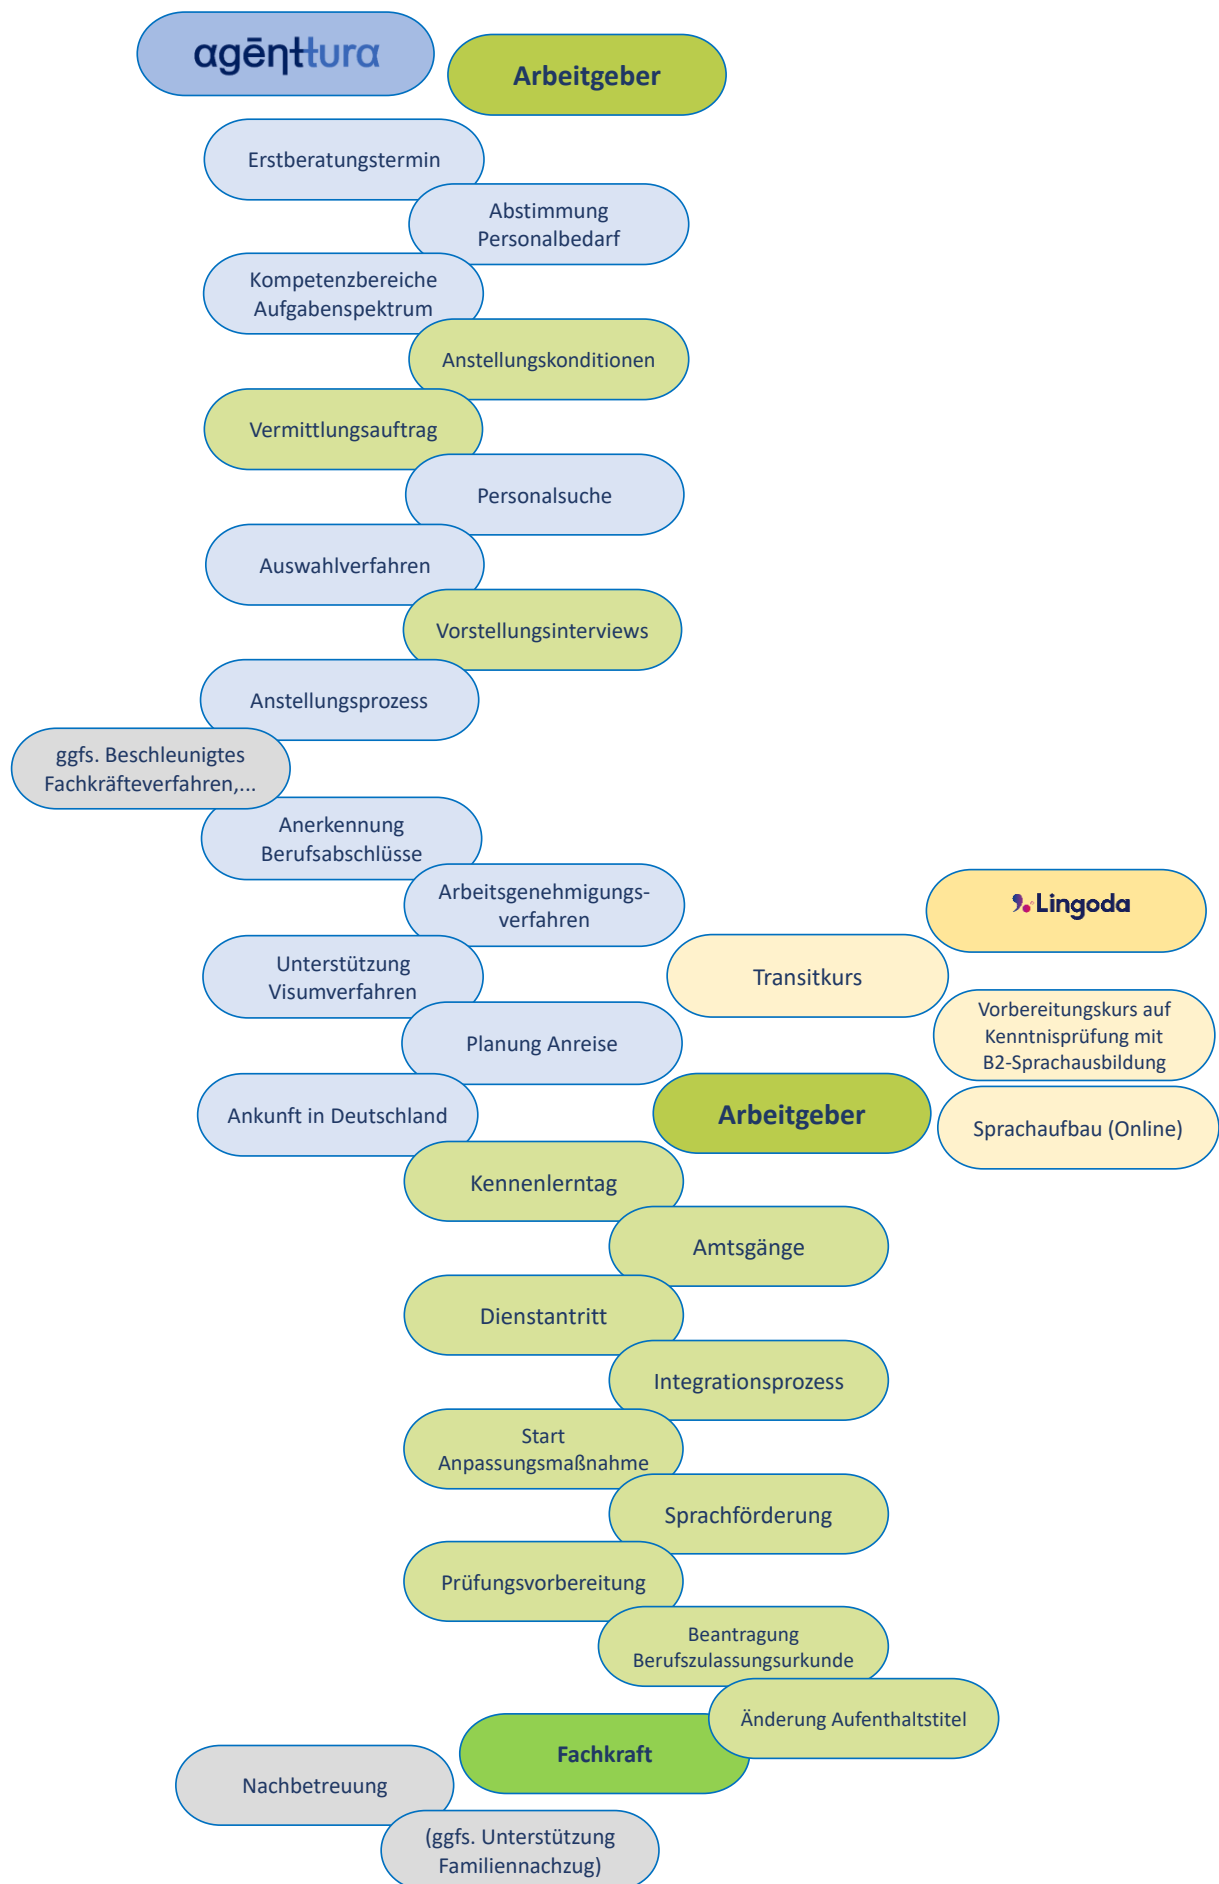 agēnttura
Arbeitgeber
Erstberatungstermin
Abstimmung
Personalbedarf
Kompetenzbereiche
Aufgabenspektrum
Anstellungskonditionen
Vermittlungsauftrag
Personalsuche
Auswahlverfahren
Vorstellungsinterviews
Anstellungsprozess
ggfs. Beschleunigtes
Fachkräfteverfahren,...
Anerkennung
Berufsabschlüsse
Arbeitsgenehmigungs-
verfahren
Lingoda
Unterstützung
Visumverfahren
Transitkurs
Vorbereitungskurs auf
Kenntnisprüfung mit
B2-Sprachausbildung
Planung Anreise
Ankunft in Deutschland
Arbeitgeber
Sprachaufbau (Online)
Kennenlerntag
Amtsgänge
Dienstantritt
Integrationsprozess
Start
Anpassungsmaßnahme
Sprachförderung
Prüfungsvorbereitung
Beantragung
Berufszulassungsurkunde
Änderung Aufenthaltstitel
Fachkraft
Nachbetreuung
(ggfs. Unterstützung
Familiennachzug)